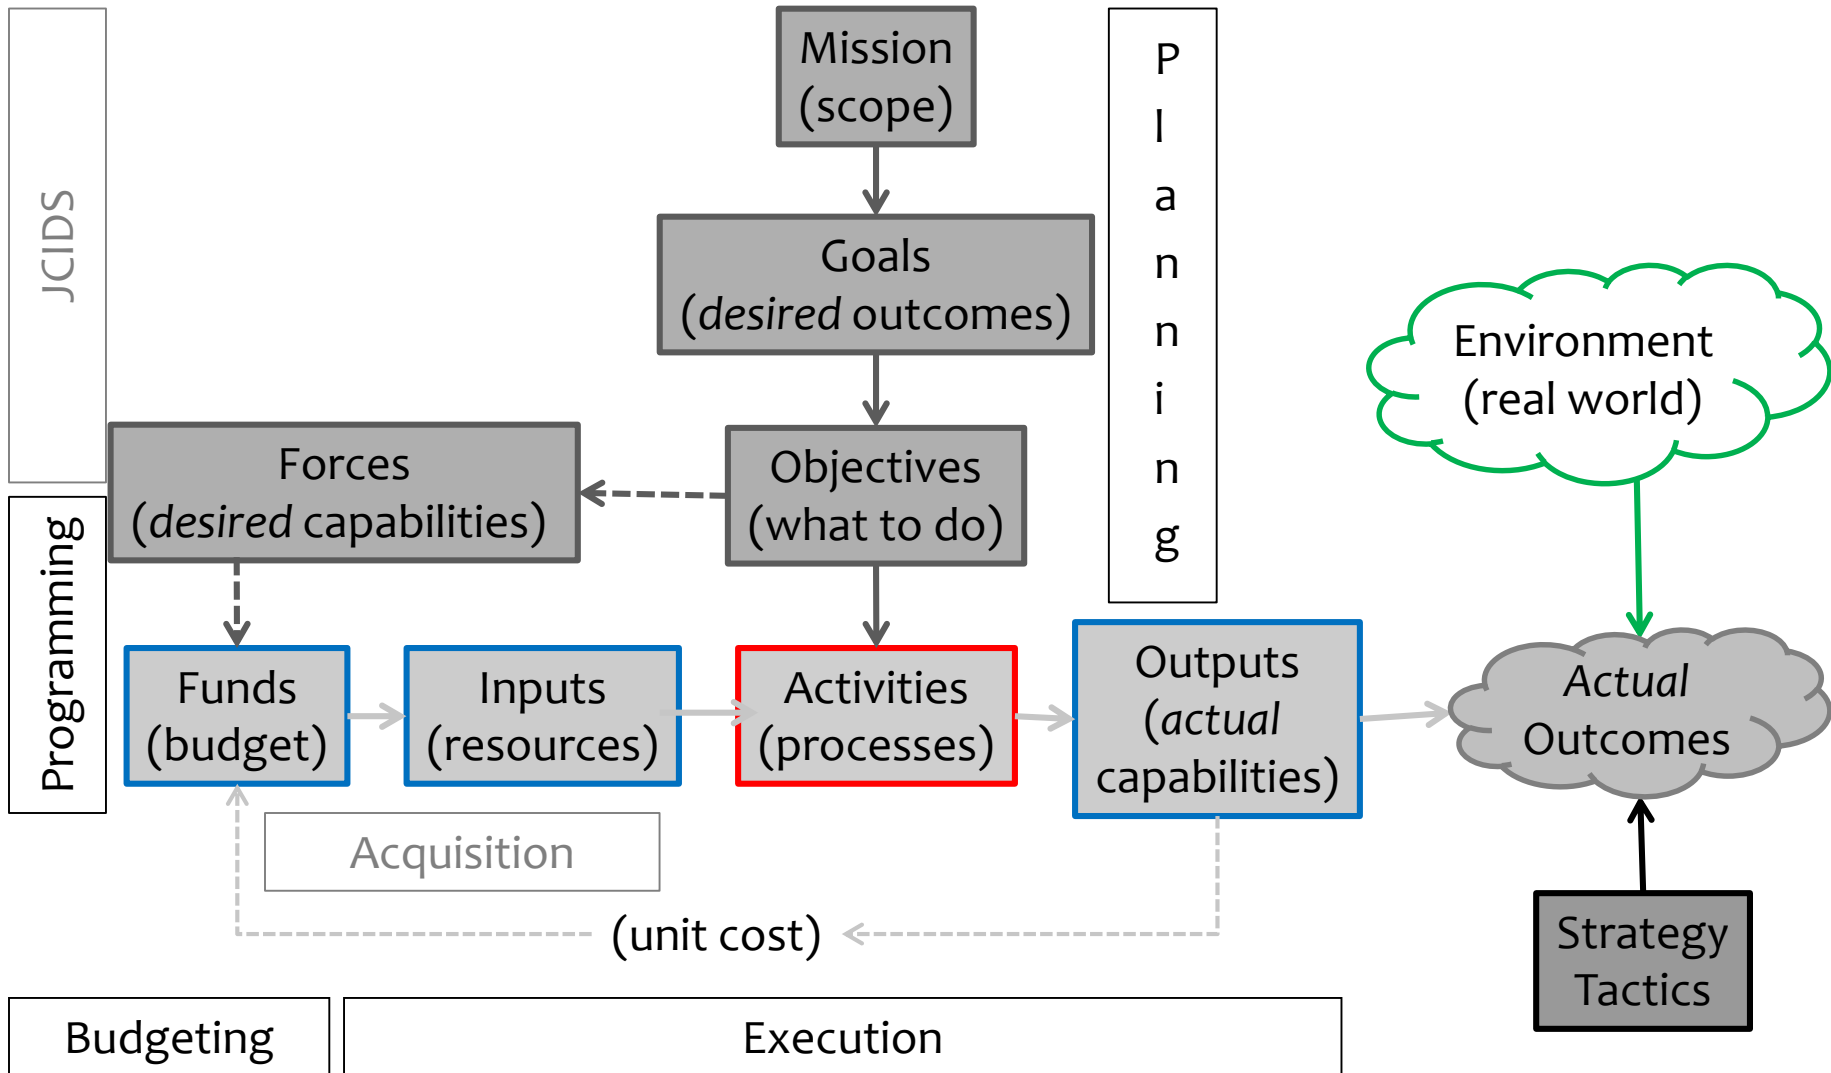 JCIDS
Mission
(scope)
Planning
Goals
(desired outcomes)
Environment
(real world)
Forces
(desired capabilities)
Objectives
(what to do)
Programming
Funds
(budget)
Inputs
(resources)
Activities
(processes)
Outputs
(actual
capabilities)
Actual
Outcomes
Acquisition
(unit cost)
Strategy
Tactics
Budgeting
Execution